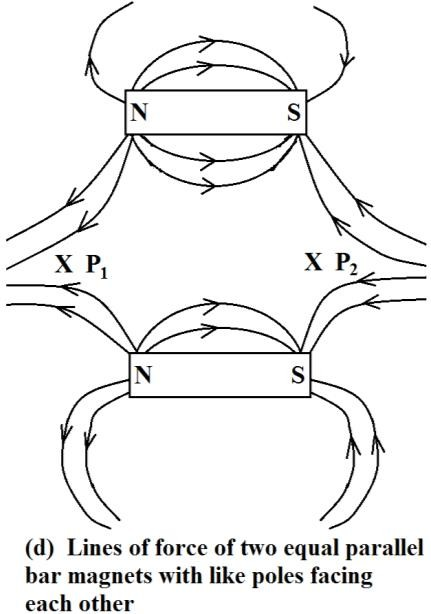 N S
X P₁ X P₂
N S
(d) Lines of force of two equal parallel
bar magnets with like poles facing
each other